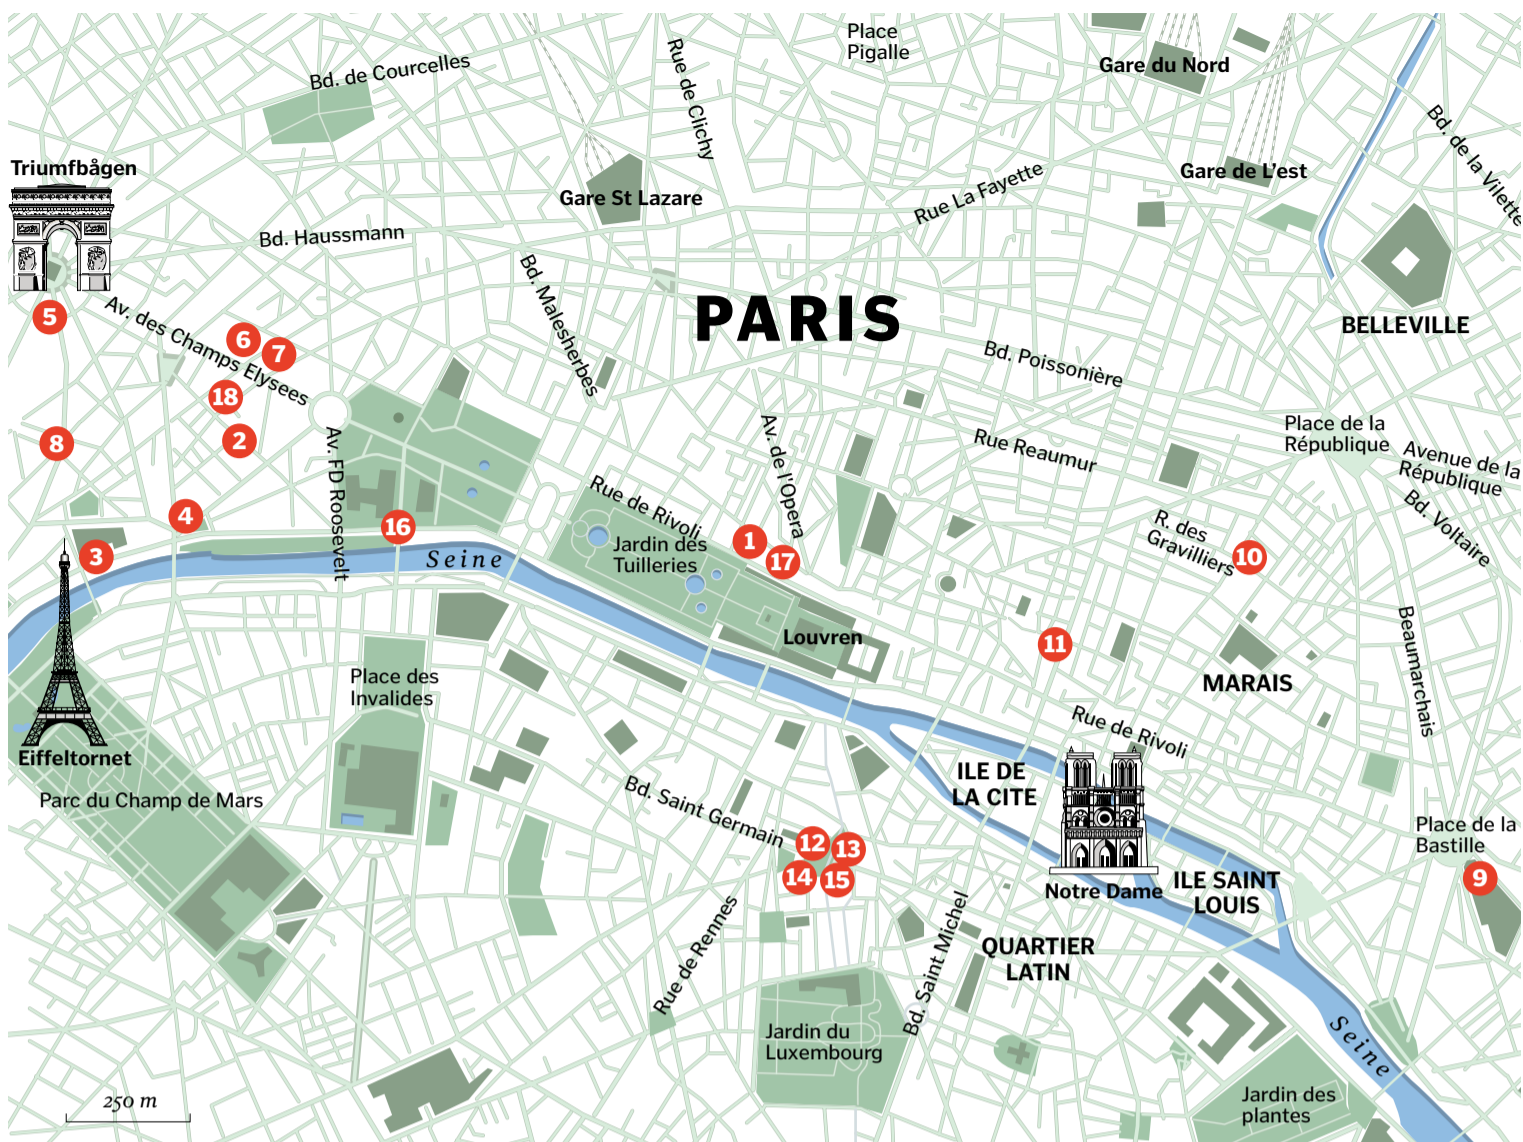 Place
Pigalle
Gare du Nord
Bd. de Courcelles
Rue de Clichy
Bd. de la Vilette
Triumfbågen
Gare St Lazare
Gare de L'est
Rue La Fayette
Bd. Haussmann
Bd. Malesherbes
PARIS
BELLEVILLE
5
Av. des Champs Elysees
6
7
18
2
8
Bd. Poissonière
Place de la
République
Avenue de la
République
Rue Reaumur
Av. de l'Opera
Av. FD Roosevelt
Rue de Rivoli
Bd. Voltaire
R. des
Gravilliers
10
4
16
3
Seine
Jardin des
Tuilleries
1
17
Louvren
11
MARAIS
Beaumarchais
Place des
Invalides
Rue de Rivoli
Eiffeltornet
Parc du Champ de Mars
Bd. Saint Germain
ILE DE
LA CITE
12
13
14
15
Place de la
Bastille
9
Notre Dame
ILE SAINT
LOUIS
Rue de Rennes
Bd. Saint Michel
QUARTIER
LATIN
Jardin du
Luxembourg
Seine
Jardin des
plantes
250 m